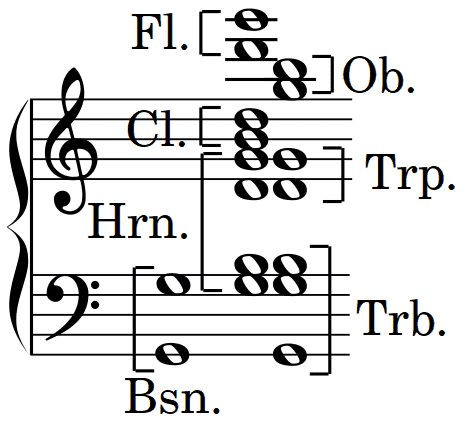 Fl.
Ob.
Cl.
Trp.
Hrn.
Trb.
Bsn.